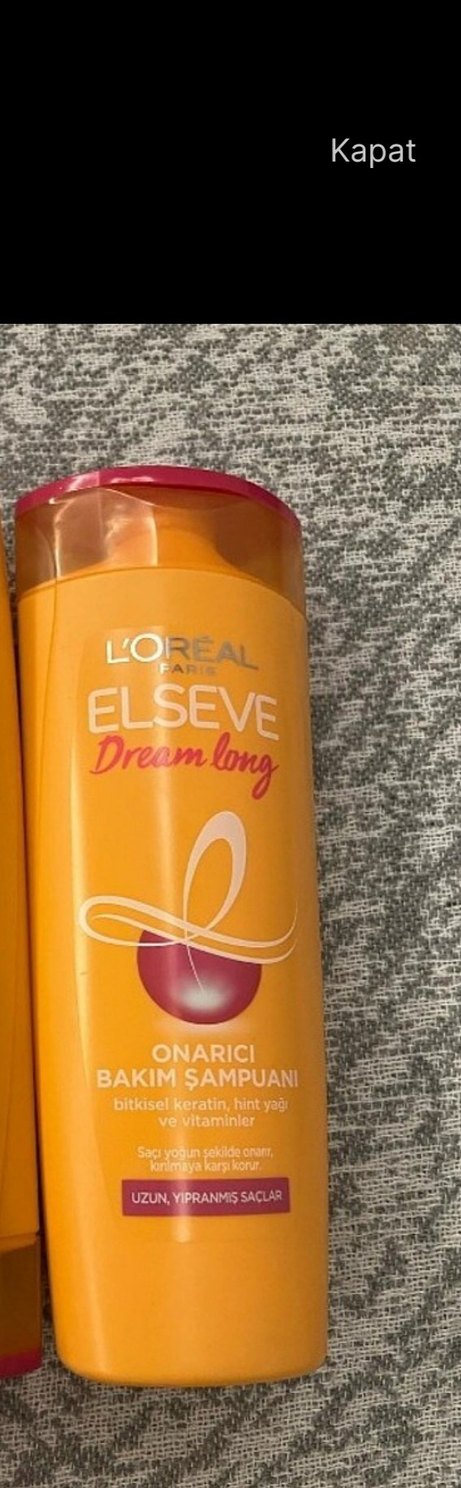 Kapat
L'ORÉAL
PARIS
ELSEVE
Dream long
ONARICI
BAKIM ŞAMPUANI
bitkisel keratin, hint yağı
ve vitaminler
Saçı yoğun şekilde onarır,
kırılmaya karşı korur.
UZUN, YIPRANMIŞ SAÇLAR